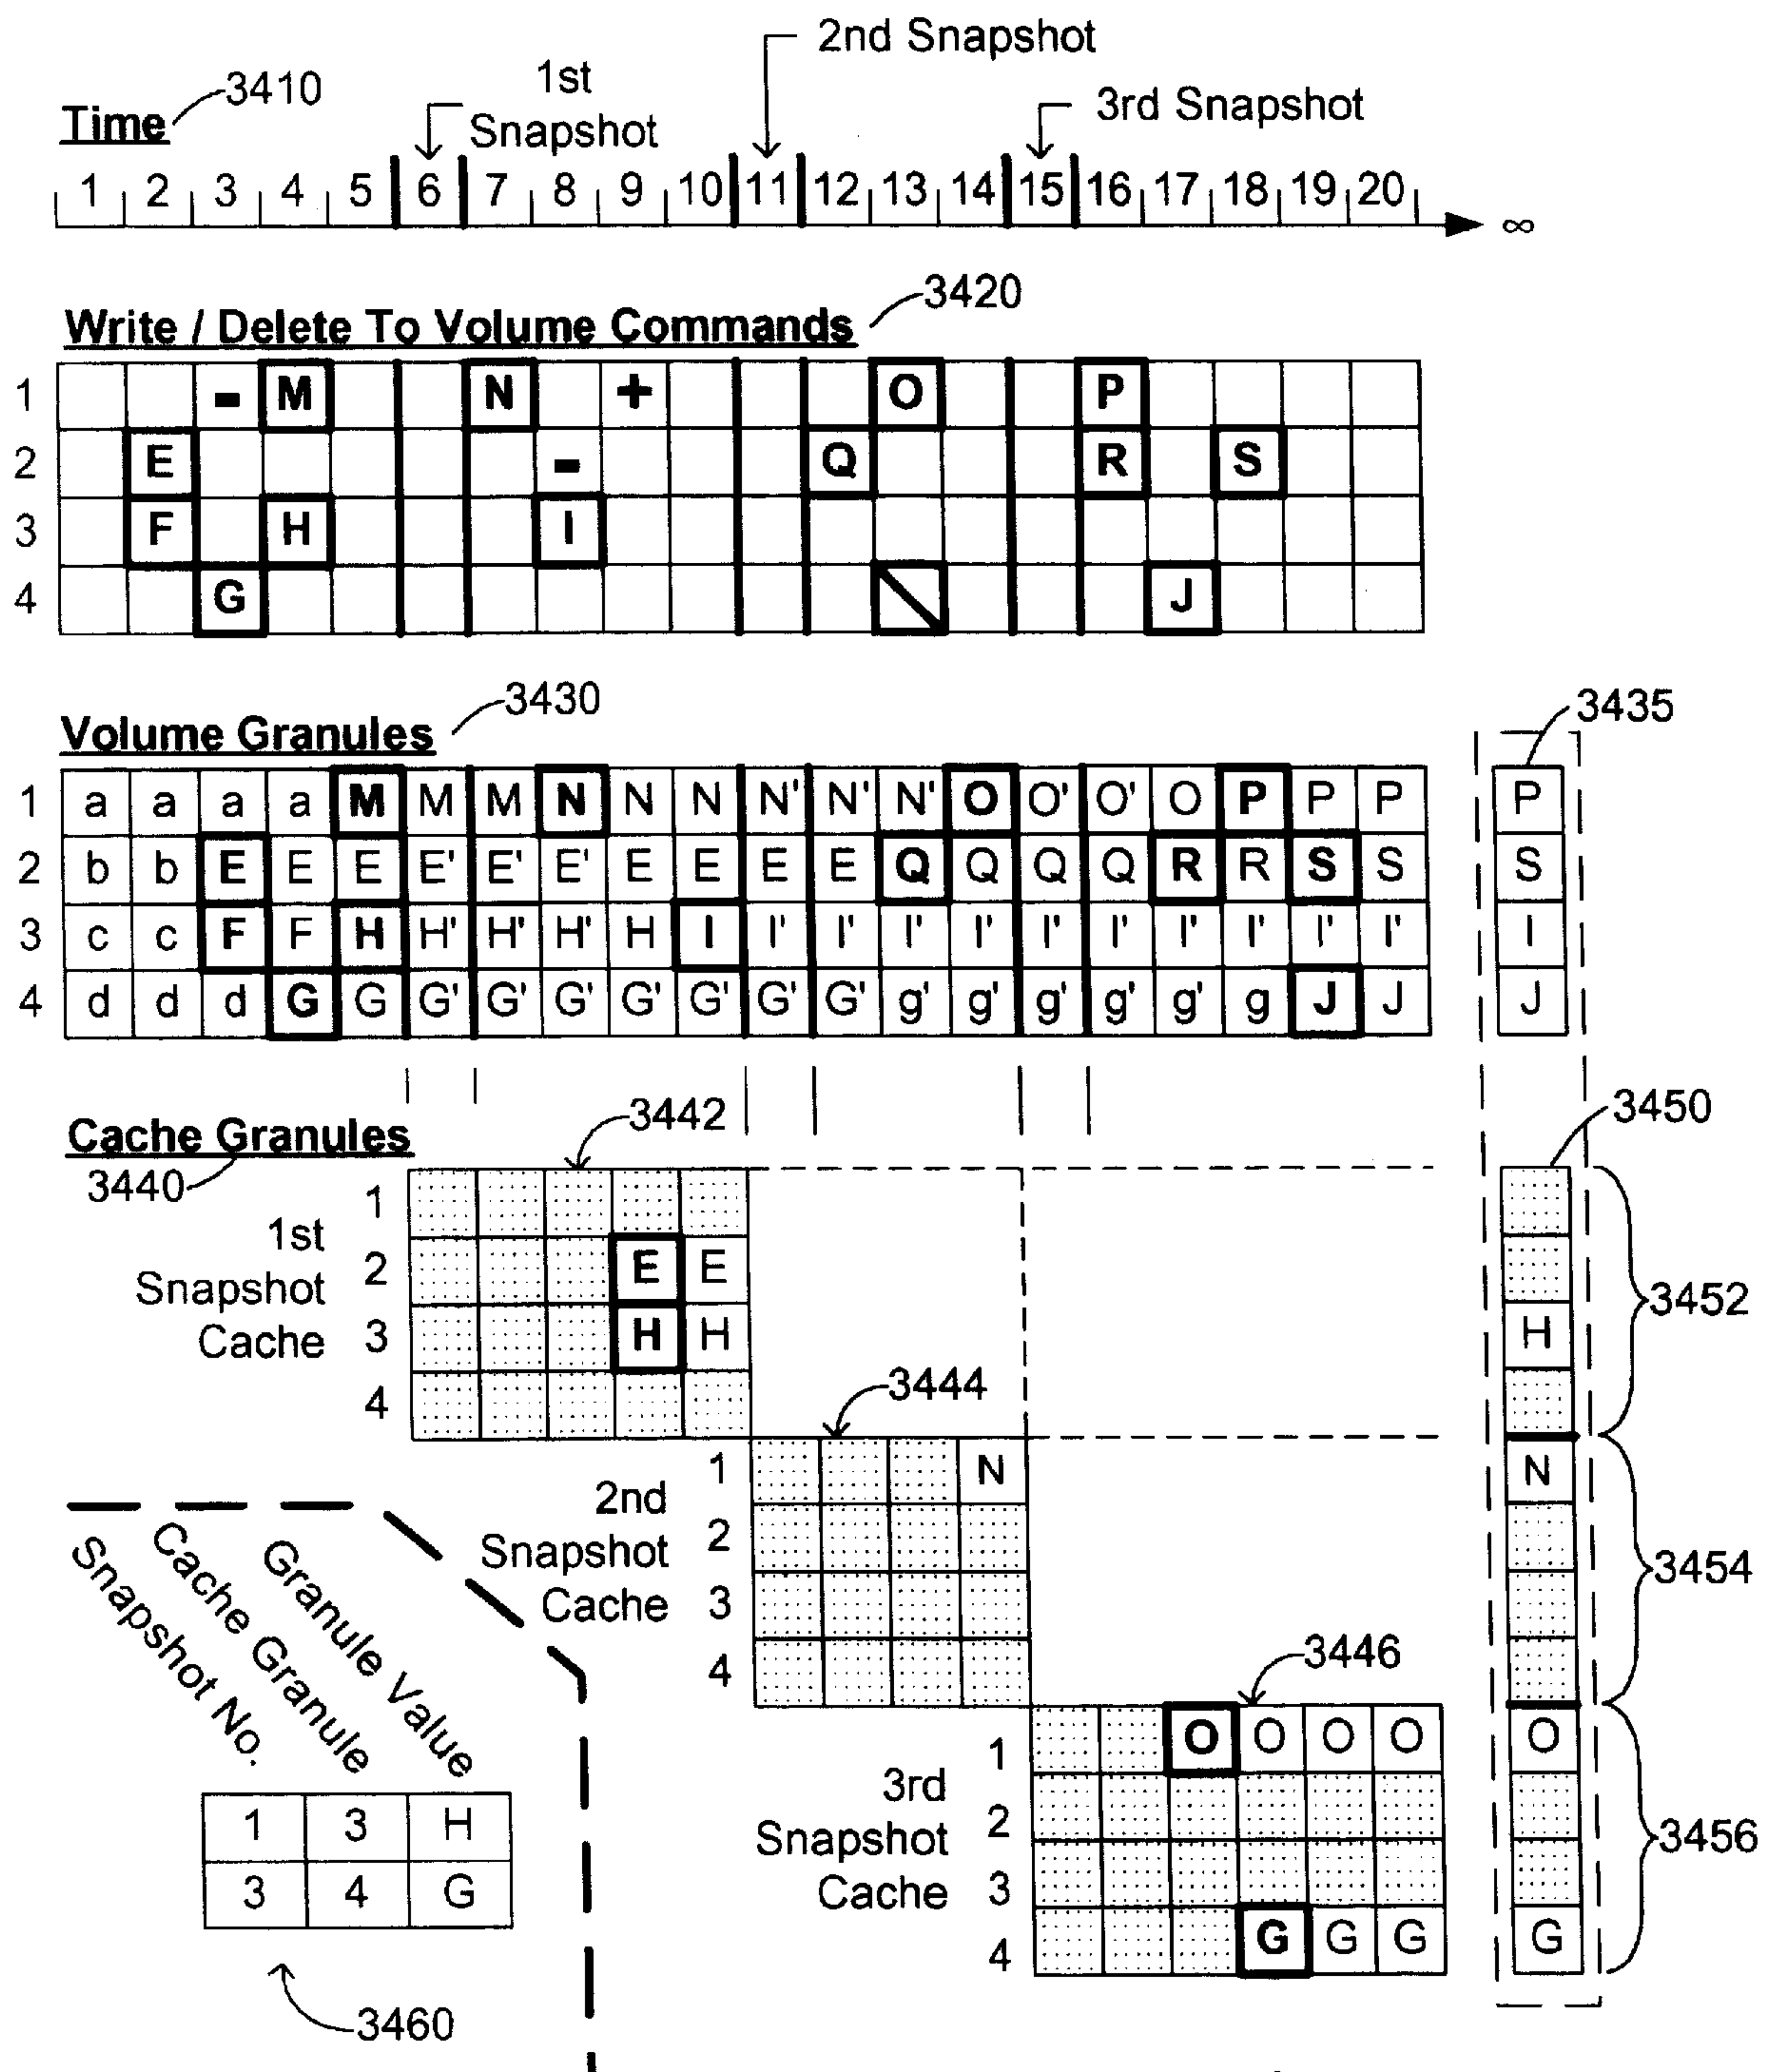 2nd Snapshot
1st Snapshot
3rd Snapshot
Time 3410
1 2 3 4 5 6 7 8 9 10 11 12 13 14 15 16 17 18 19 20 ∞
Write / Delete To Volume Commands 3420
1 - M N + O P
2 E - Q R S
3 F H I
4 G J
Volume Granules 3430
3435
1 a a a a M M M N N N N' N' N' O O' O' O P P P P
2 b b E E E E' E' E' E E E E Q Q Q Q R R S S S
3 c c F F H H' H' H' H I I' I' I' I' I' I' I' I' I' I' I
4 d d d G G G' G' G' G' G' G' G' g' g' g' g' g' g J J J
Cache Granules
3440
3442
3450
1st Snapshot Cache
1
2 E E
3 H H H
4
3452
3444
2nd Snapshot Cache
1 N N
2
3
4
3454
3446
3rd Snapshot Cache
1 O O O O O
2
3
4 G G G G
3456
Snapshot No.
Cache Granule
Granule Value
1 3 H
3 4 G
3460